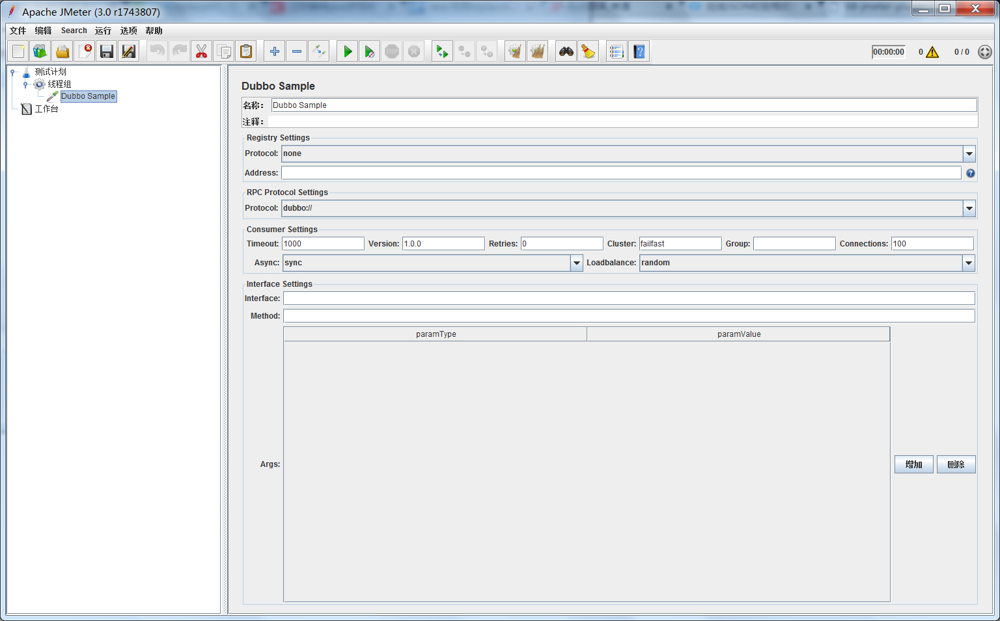 Apache JMeter (3.0 r1743807)
文件 编辑 Search 运行 选项 帮助
STOP 00:00:00 0 0 / 0
测试计划
线程组
Dubbo Sample
工作台
Dubbo Sample
名称： Dubbo Sample
注释：
Registry Settings
Protocol: none
Address:
RPC Protocol Settings
Protocol: dubbo://
Consumer Settings
Timeout: 1000 Version: 1.0.0 Retries: 0 Cluster: failfast Group: Connections: 100
Async: sync Loadbalance: random
Interface Settings
Interface:
Method:
paramType paramValue
Args: 增加 删除